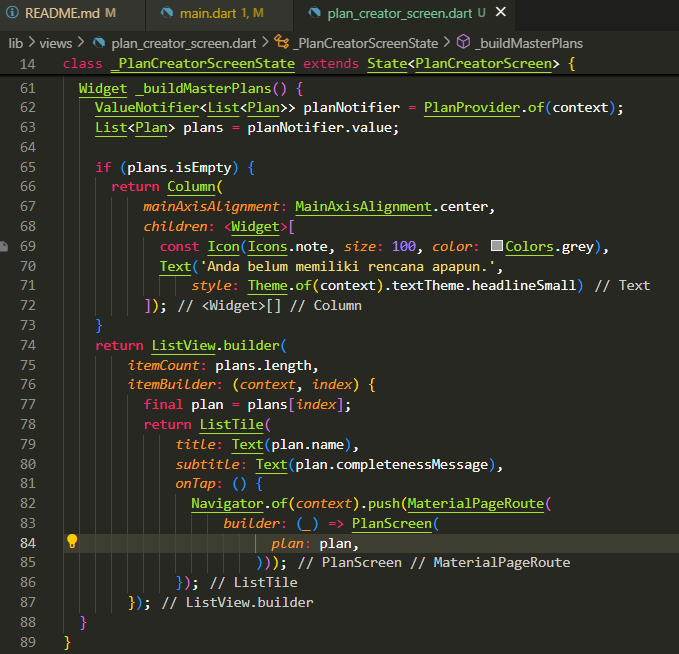 README.md M main.dart 1, M plan_creator_screen.dart U
lib > views > plan_creator_screen.dart > _PlanCreatorScreenState > _buildMasterPlans
14 class _PlanCreatorScreenState extends State<PlanCreatorScreen> {
61 Widget _buildMasterPlans() {
62 ValueNotifier<List<Plan>> planNotifier = PlanProvider.of(context);
63 List<Plan> plans = planNotifier.value;
64
65 if (plans.isEmpty) {
66 return Column(
67 mainAxisAlignment: MainAxisAlignment.center,
68 children: <Widget>[
69 const Icon(Icons.note, size: 100, color: Colors.grey),
70 Text('Anda belum memiliki rencana apapun.',
71 style: Theme.of(context).textTheme.headlineSmall) // Text
72 ]); // <Widget>[] // Column
73 }
74 return ListView.builder(
75 itemCount: plans.length,
76 itemBuilder: (context, index) {
77 final plan = plans[index];
78 return ListTile(
79 title: Text(plan.name),
80 subtitle: Text(plan.completenessMessage),
81 onTap: () {
82 Navigator.of(context).push(MaterialPageRoute(
83 builder: (_) => PlanScreen(
84 plan: plan,
85 ))); // PlanScreen // MaterialPageRoute
86 }); // ListTile
87 }); // ListView.builder
88 }
89 }